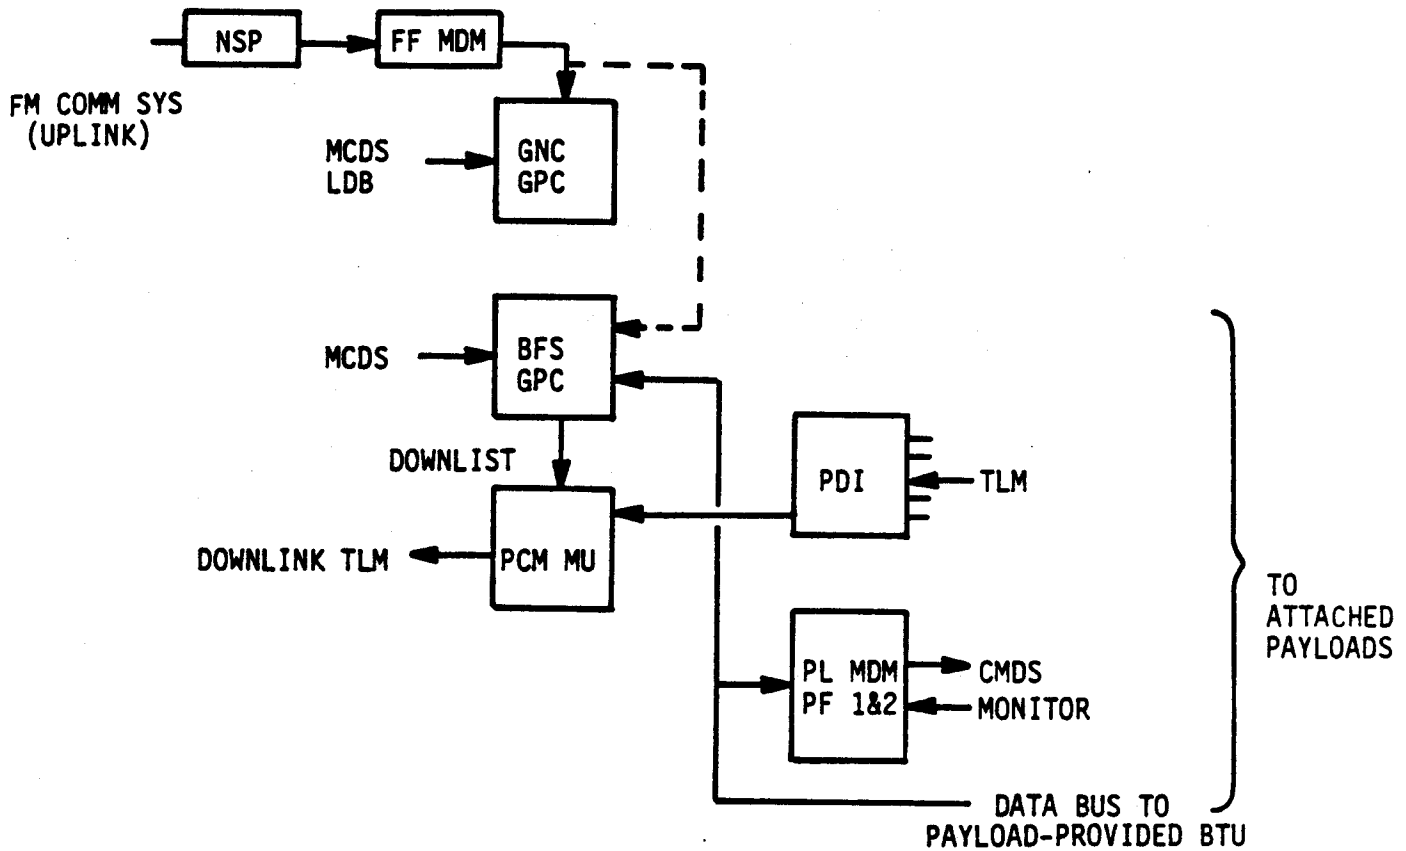 NSP
FF MDM
FM COMM SYS
(UPLINK)
MCDS
LDB
GNC
GPC
MCDS
BFS
GPC
DOWNLIST
PDI
TLM
DOWNLINK TLM
PCM MU
TO
ATTACHED
PAYLOADS
PL MDM
PF 1&2
CMDS
MONITOR
DATA BUS TO
PAYLOAD-PROVIDED BTU